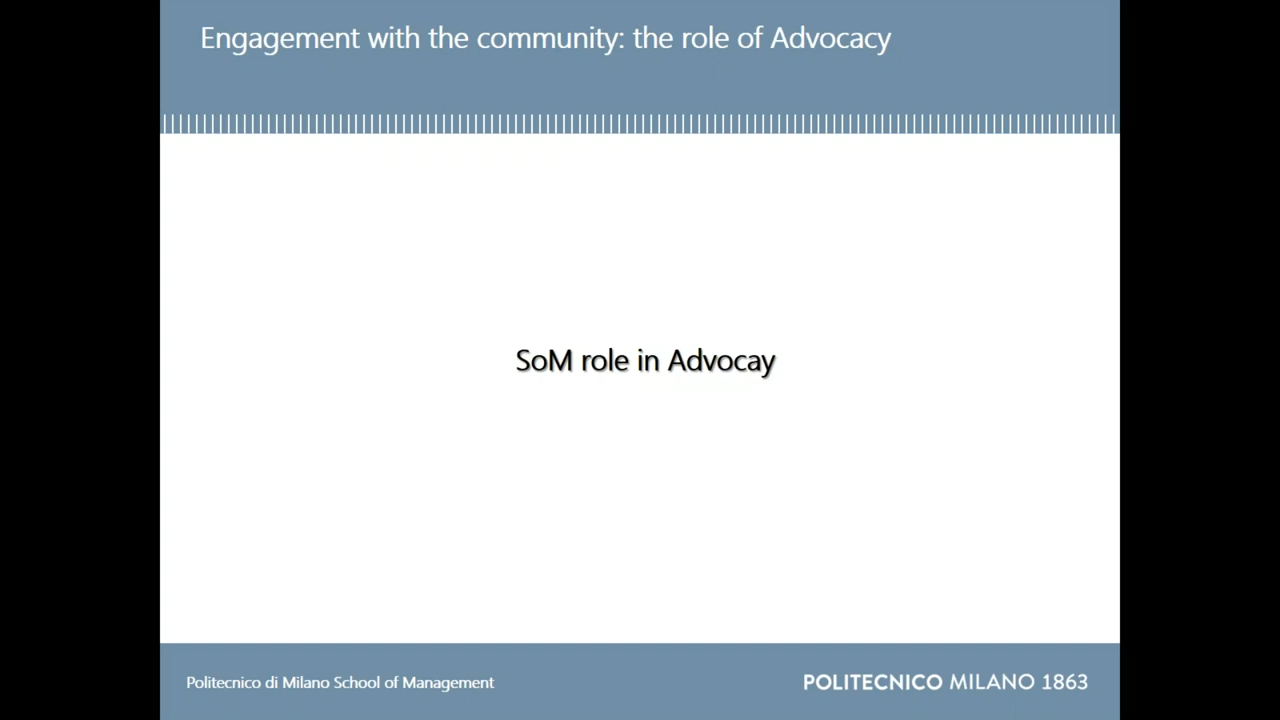 Engagement with the community: the role of Advocacy
SoM role in Advocay
Politecnico di Milano School of Management
POLITECNICO MILANO 1863